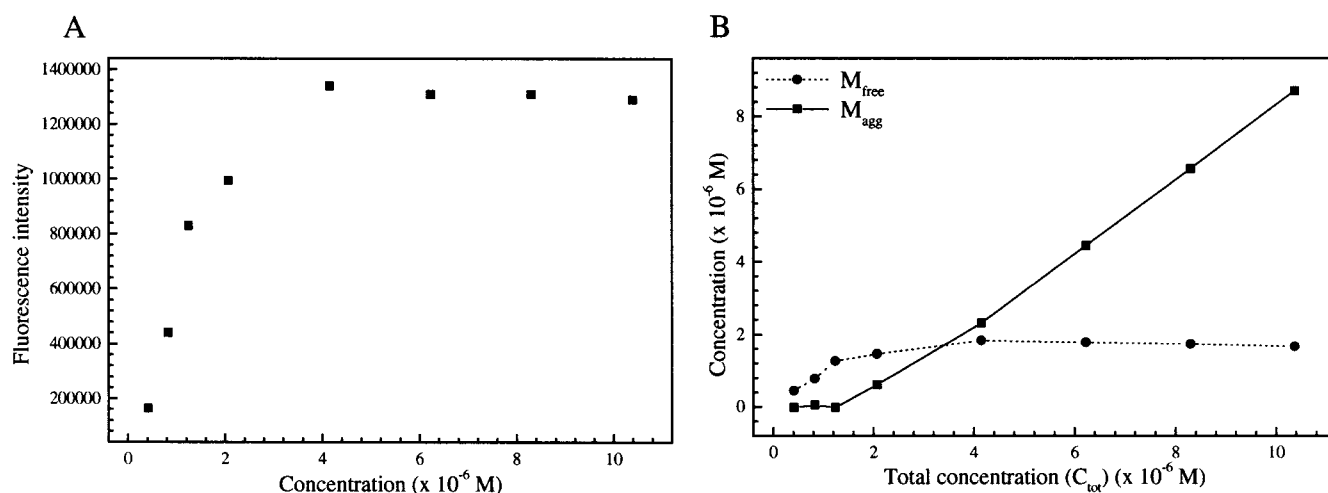 A
Fluorescence intensity
1400000
1200000
1000000
800000
600000
400000
200000
0 2 4 6 8 10
Concentration (x 10⁻⁶ M)
B
M_free
M_agg
Concentration (x 10⁻⁶ M)
8
6
4
2
0
0 2 4 6 8 10
Total concentration (C_tot) (x 10⁻⁶ M)